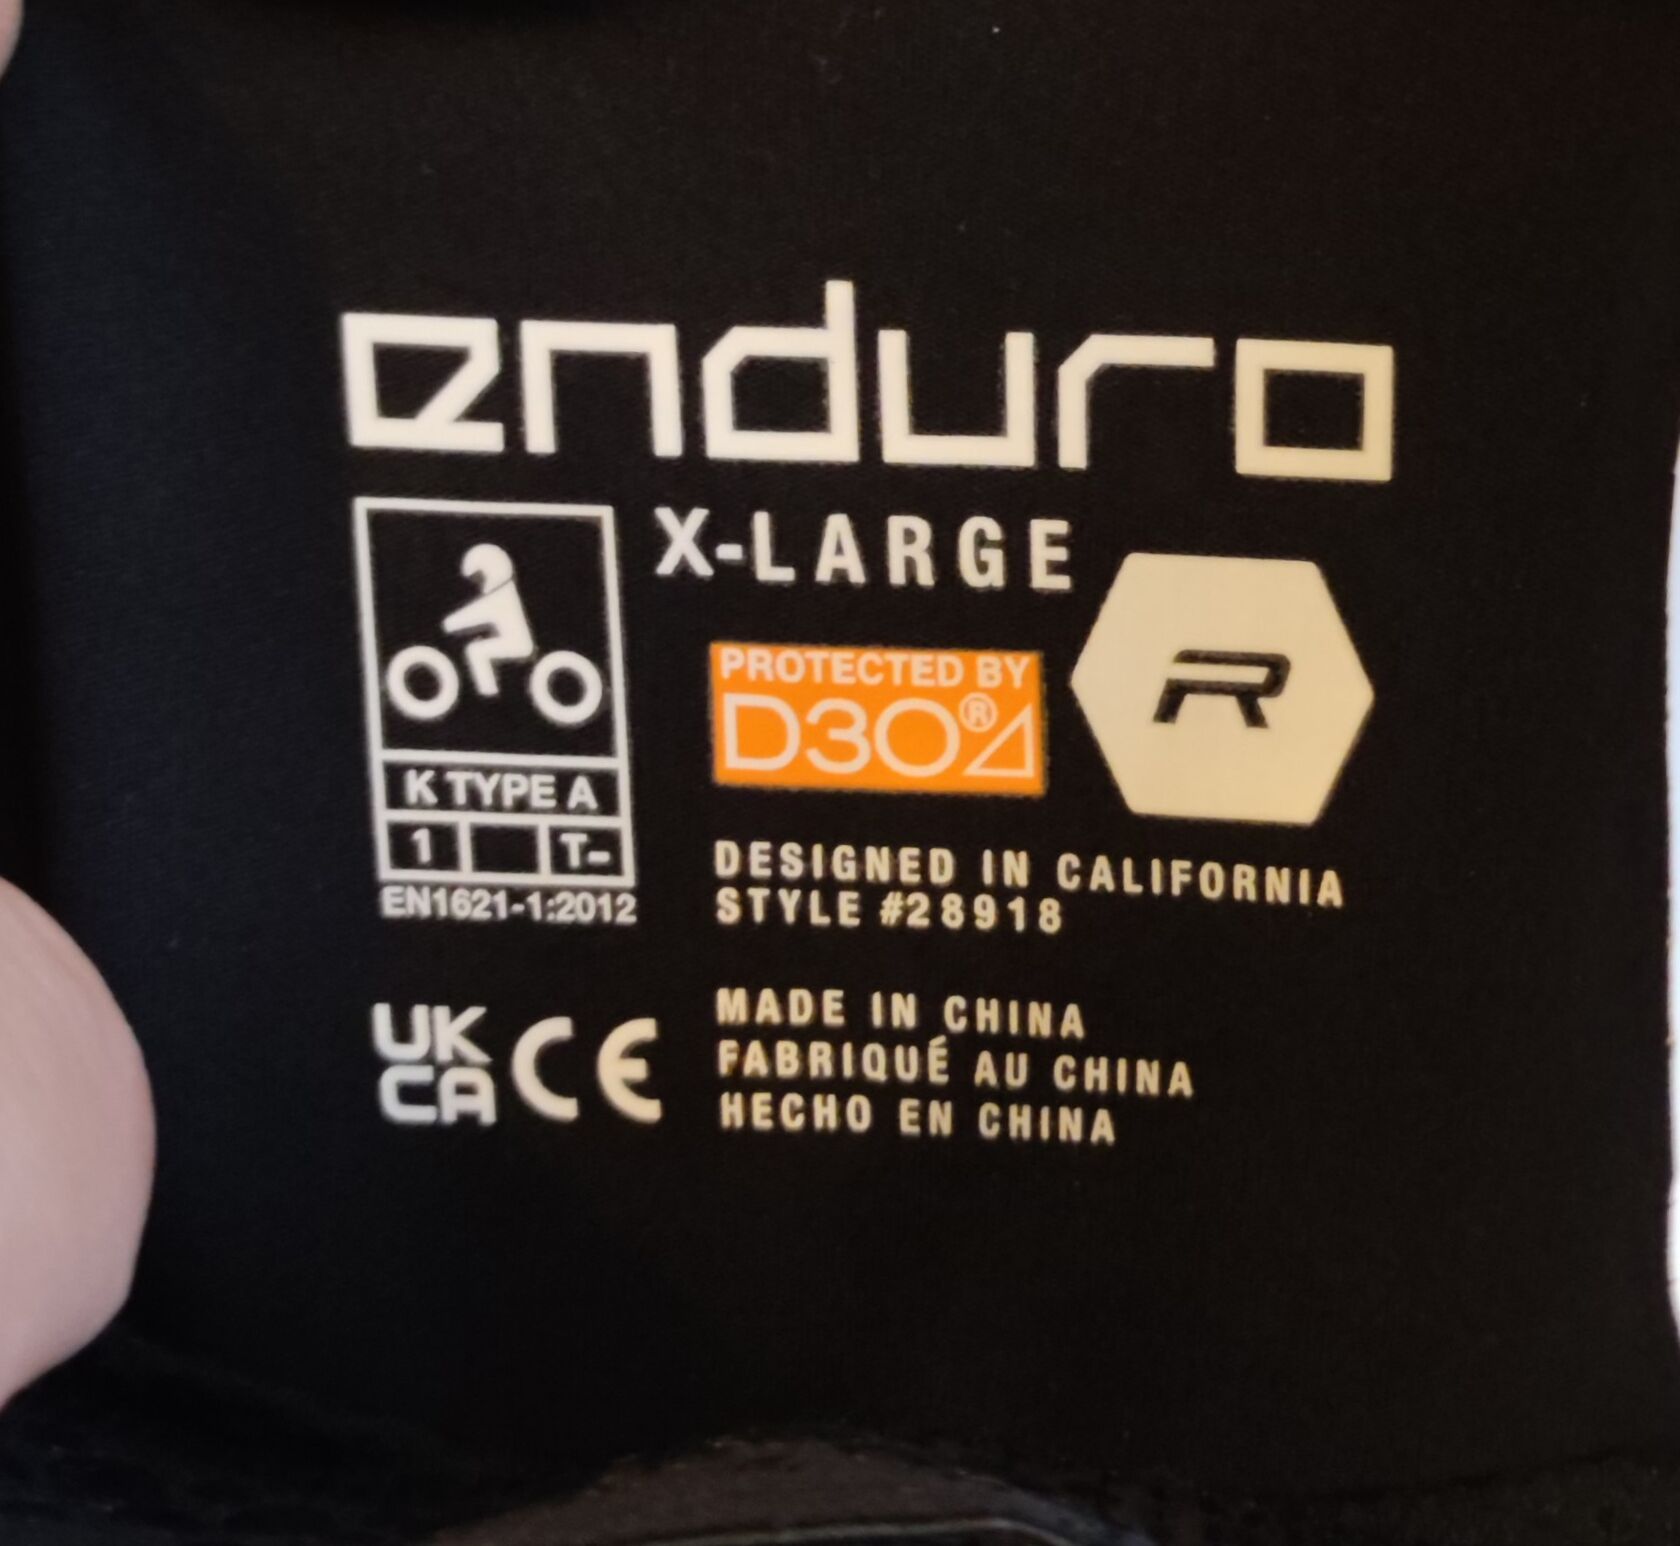 enduro
X-LARGE
PROTECTED BY
D3O®
R
K TYPE A
1 T-
EN1621-1:2012
DESIGNED IN CALIFORNIA
STYLE #28918
UK
CA CE
MADE IN CHINA
FABRIQUÉ AU CHINA
HECHO EN CHINA